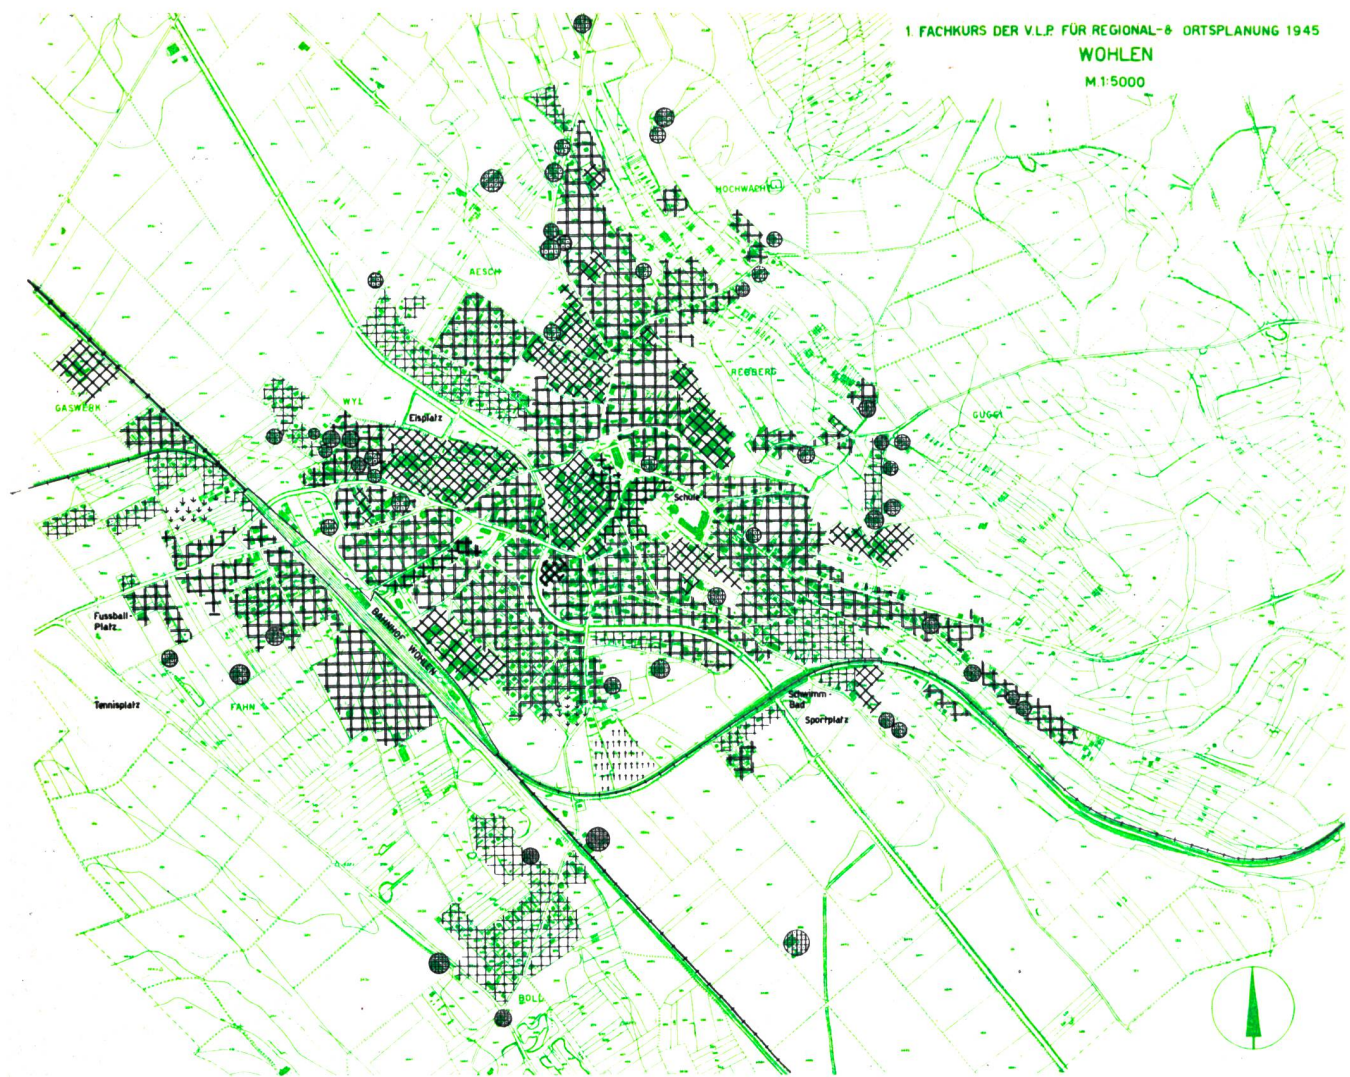 1. FACHKURS DER V.L.P. FÜR REGIONAL-& ORTSPLANUNG 1945
WOHLEN
M 1:5000
HOCHWACHT
AESCH
REBBERG
GASWERK
WYL
Eisplatz
GÜGGL
Schule
Fussball-
Platz
BAHNHOF WOHLEN
Tennisplatz
FAHN
Schwimm-
Bad
Sportplatz
BOLL